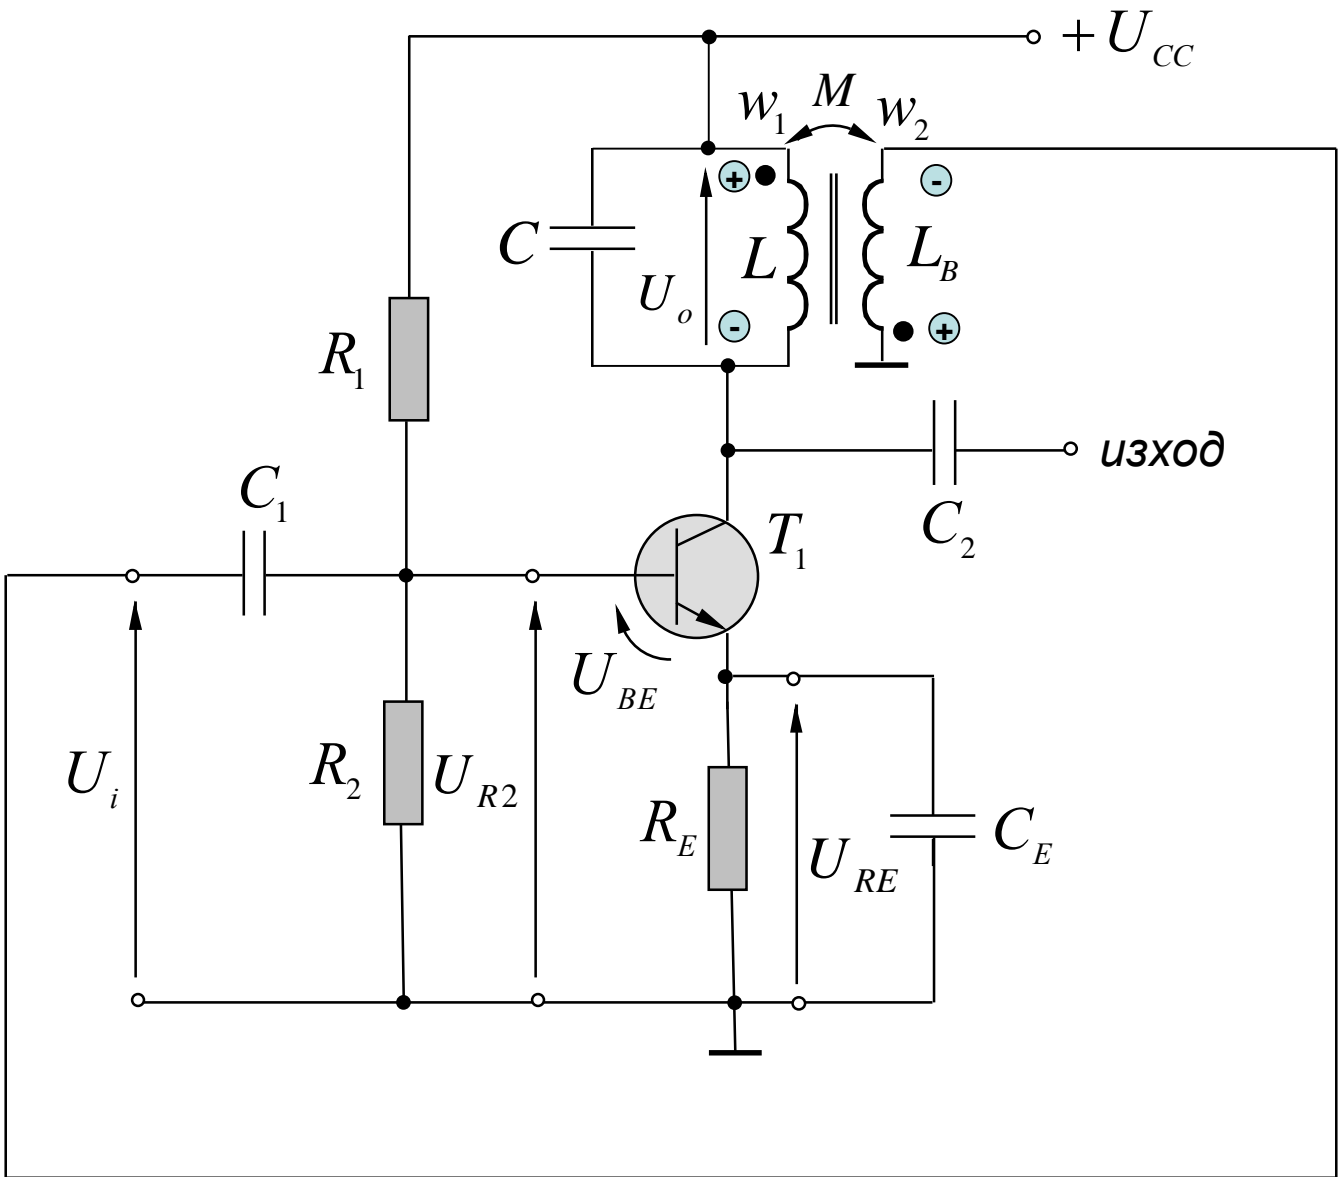 + U_CC
w_1 M w_2
+ -
C L L_B
U_o
- +
R_1
изход
C_1
C_2
T_1
U_BE
U_i R_2 U_R2
R_E U_RE C_E